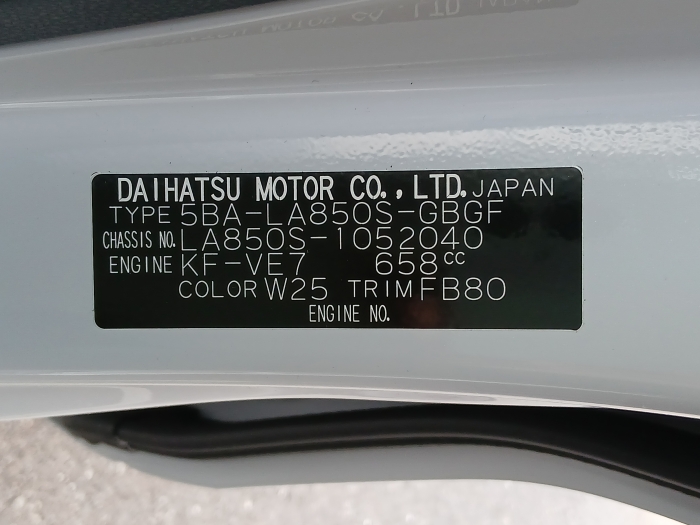 DAIHATSU MOTOR CO., LTD. JAPAN
TYPE 5BA-LA850S-GBGF
CHASSIS NO. LA850S-1052040
ENGINE KF-VE7 658cc
COLOR W25 TRIM FB80
ENGINE NO.